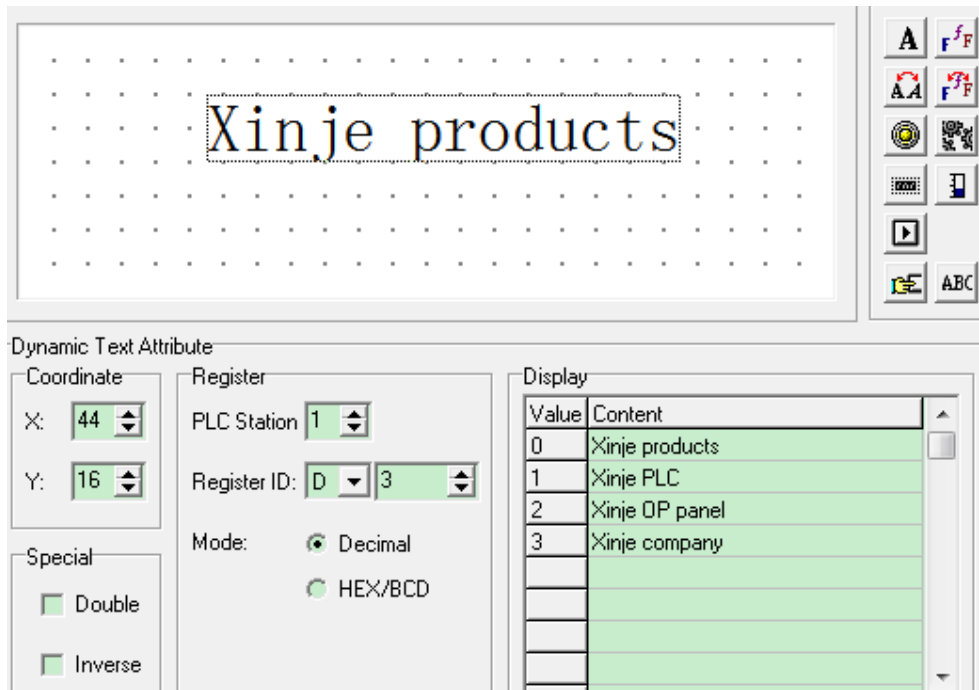 Xinje products
A
F f F
A A
F f F
ABC
Dynamic Text Attribute
Coordinate
X: 44
Y: 16
Special
Double
Inverse
Register
PLC Station 1
Register ID: D 3
Mode: Decimal
HEX/BCD
Display
Value Content
0 Xinje products
1 Xinje PLC
2 Xinje OP panel
3 Xinje company